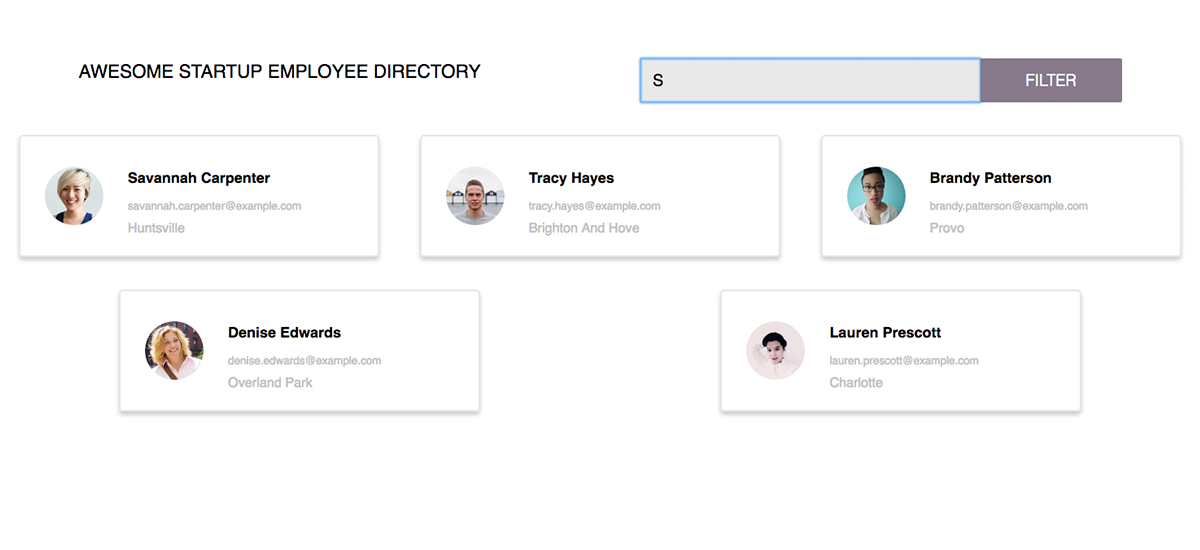 AWESOME STARTUP EMPLOYEE DIRECTORY
S
FILTER
Savannah Carpenter
savannah.carpenter@example.com
Huntsville
Tracy Hayes
tracy.hayes@example.com
Brighton And Hove
Brandy Patterson
brandy.patterson@example.com
Provo
Denise Edwards
denise.edwards@example.com
Overland Park
Lauren Prescott
lauren.prescott@example.com
Charlotte